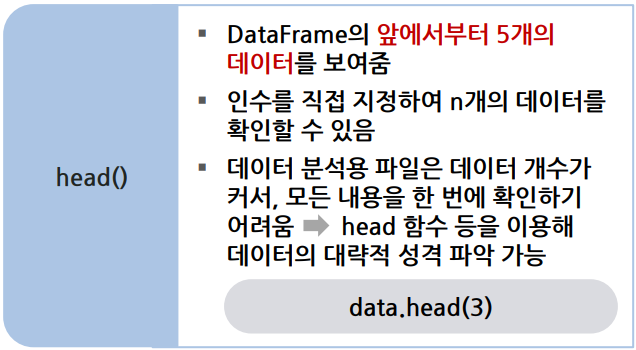 head()
▪ DataFrame의 앞에서부터 5개의
데이터를 보여줌
▪ 인수를 직접 지정하여 n개의 데이터를
확인할 수 있음
▪ 데이터 분석용 파일은 데이터 개수가
커서, 모든 내용을 한 번에 확인하기
어려움 ➡ head 함수 등을 이용해
데이터의 대략적 성격 파악 가능
data.head(3)